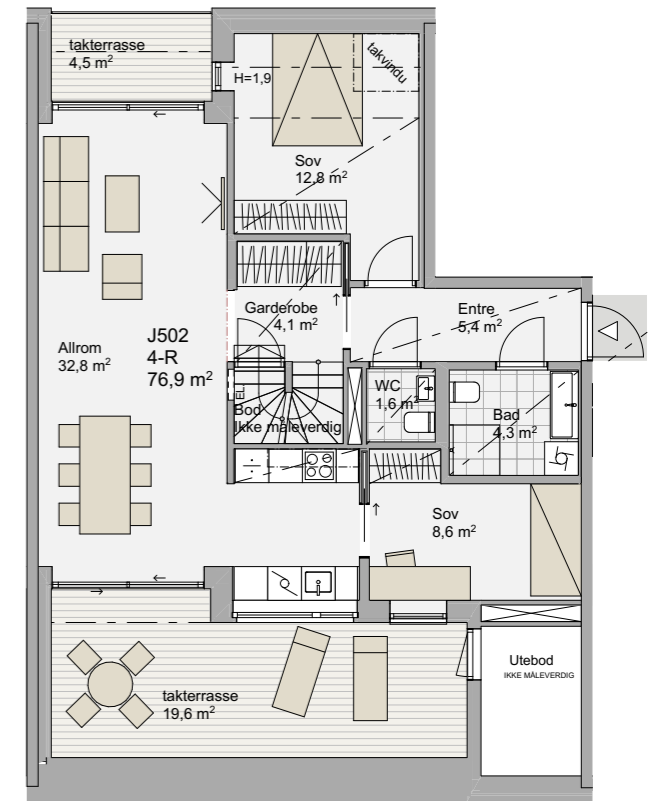 takterrasse
4,5 m²
H=1,9
takvindu
Sov
12,8 m²
Garderobe
4,1 m²
Entre
5,4 m²
Allrom
32,8 m²
J502
4-R
76,9 m²
EL.
Bod
Ikke måleverdig
WC
1,6 m²
Bad
4,3 m²
Sov
8,6 m²
Utebod
IKKE MÅLEVERDIG
takterrasse
19,6 m²